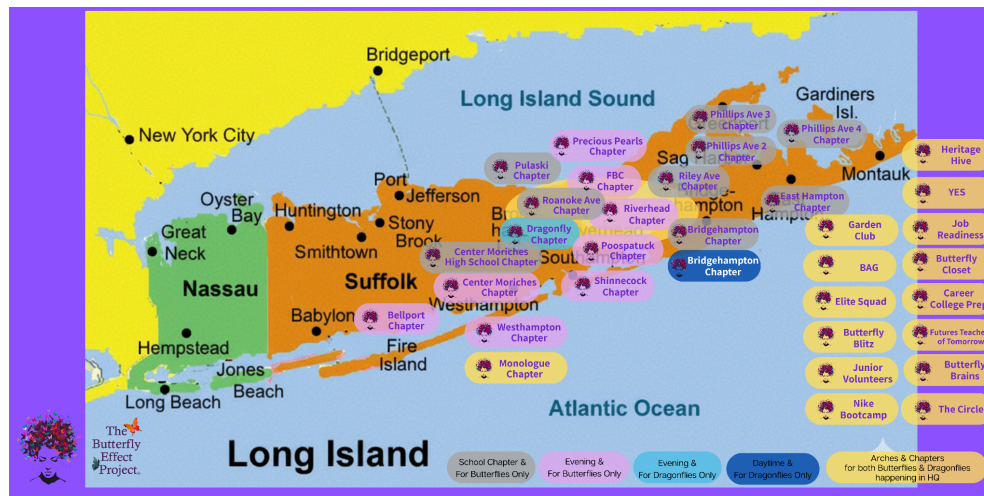 Bridgeport
Long Island Sound
Gardiners
Isl.
New York City
Phillips Ave 3
Chapter
Phillips Ave 4
Chapter
Precious Pearls
Chapter
Phillips Ave 2
Chapter
Sag
Montauk
Heritage
Hive
Pulaski
Chapter
FBC
Chapter
Riley Ave
Chapter
Port
Jefferson
Oyster
Bay
Huntington
Roanoke Ave
Chapter
Riverhead
Chapter
East Hampton
Chapter
YES
Great
Neck
Stony
Brook
Smithtown
Dragonfly
Chapter
Bridgehampton
Chapter
Garden
Club
Job
Readiness
Center Moriches
High School Chapter
Poospatuck
Chapter
Bridgehampton
Chapter
BAG
Butterfly
Closet
Nassau
Suffolk
Center Moriches
Chapter
Shinnecock
Chapter
Westhampton
Elite Squad
Career
College Prep
Babylon
Bellport
Chapter
Westhampton
Chapter
Butterfly
Blitz
Futures Teache
of Tomorrow
Hempstead
Fire
Island
Monologue
Chapter
Junior
Volunteers
Butterfly
Brains
Jones
Beach
Long Beach
Atlantic Ocean
Nike
Bootcamp
The Circle
The
Butterfly
Effect
Project.
Long Island
School Chapter &
For Butterflies Only
Evening &
For Butterflies Only
Evening &
For Dragonflies Only
Daytime &
For Dragonflies Only
Arches & Chapters
for both Butterflies & Dragonflies
happening in HQ